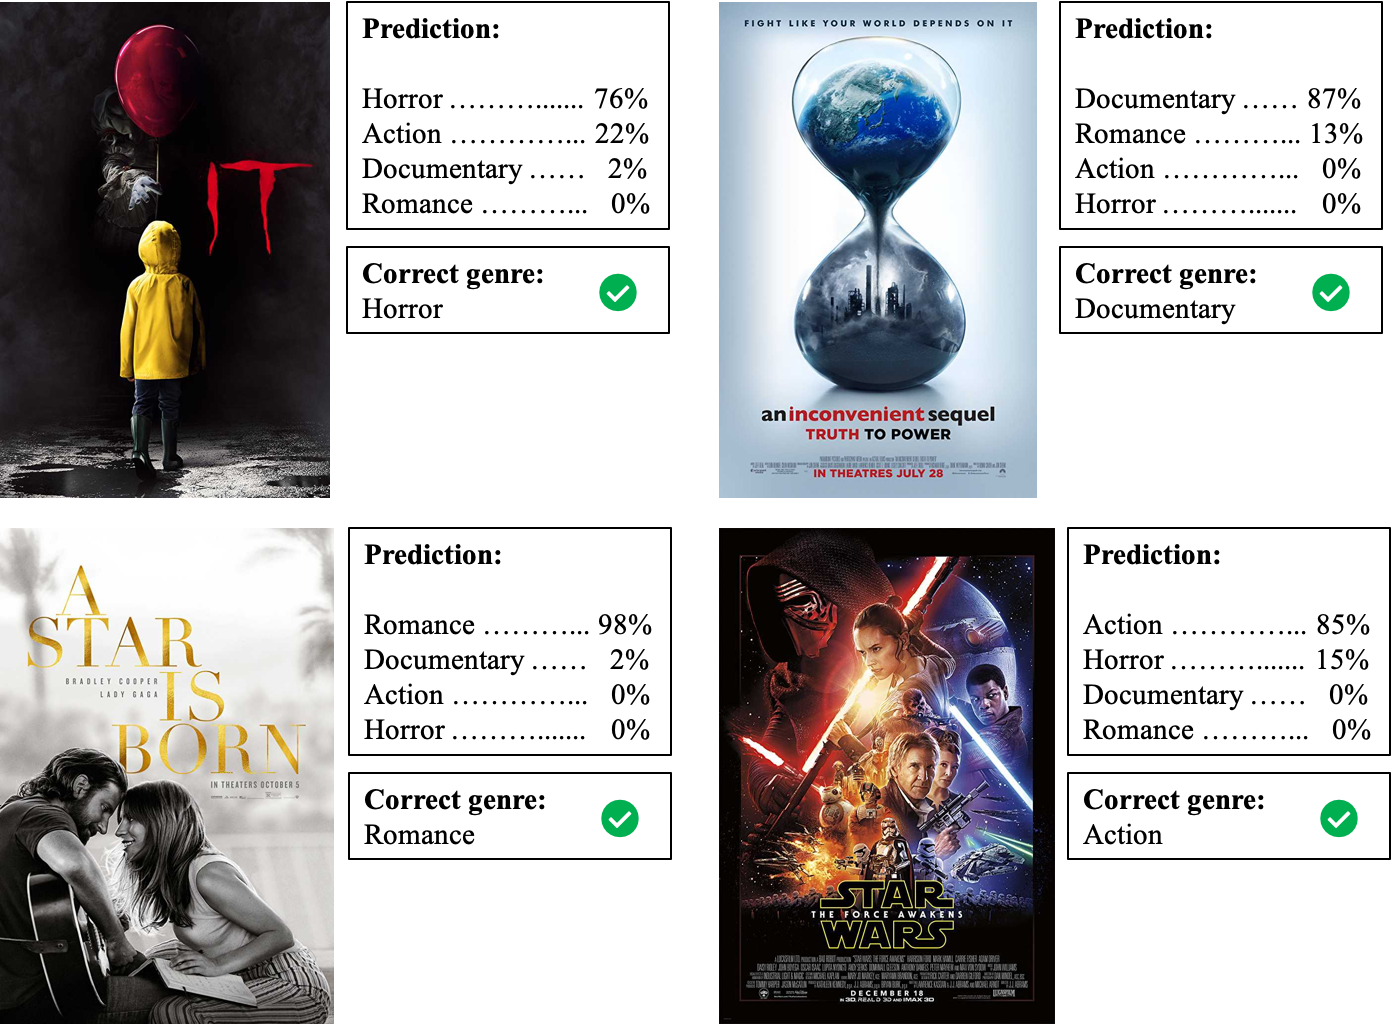 IT
Prediction:
Horror ………....... 76%
Action ………….. 22%
Documentary …… 2%
Romance ………... 0%
Correct genre:
Horror
FIGHT LIKE YOUR WORLD DEPENDS ON IT
an inconvenient sequel
TRUTH TO POWER
IN THEATRES JULY 28
Prediction:
Documentary …… 87%
Romance ………... 13%
Action ………….. 0%
Horror ………....... 0%
Correct genre:
Documentary
A
STAR
BRADLEY COOPER
LADY GAGA
IS
BORN
IN THEATERS OCTOBER 5
Prediction:
Romance ………... 98%
Documentary …… 2%
Action ………….. 0%
Horror ………....... 0%
Correct genre:
Romance
STAR
THE FORCE AWAKENS
WARS
DECEMBER 18
IN 3D, REAL D 3D AND IMAX 3D
Prediction:
Action ………….. 85%
Horror ………....... 15%
Documentary …… 0%
Romance ………... 0%
Correct genre:
Action